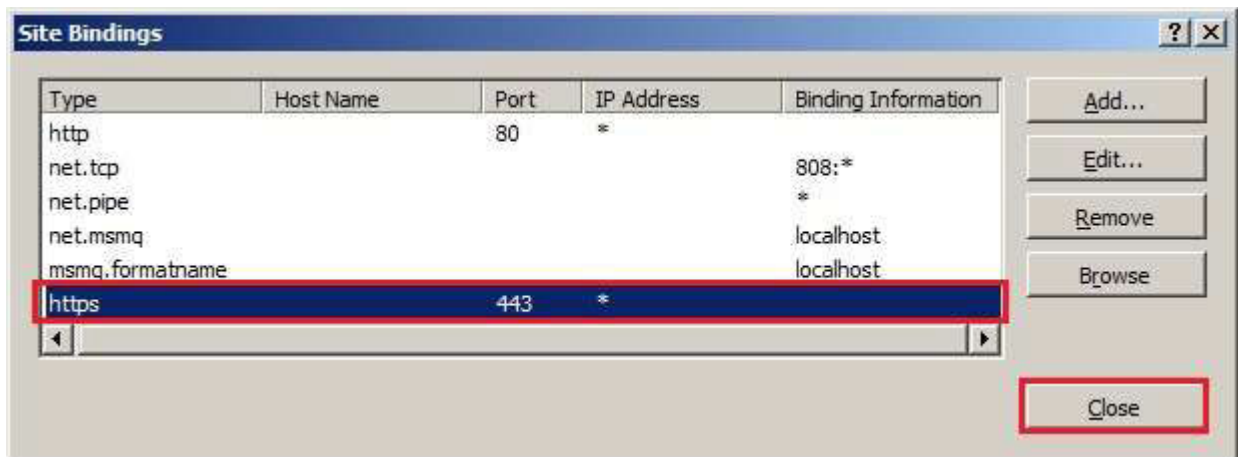 Site Bindings
Type Host Name Port IP Address Binding Information
http 80 *
net.tcp 808:*
net.pipe *
net.msmq localhost
msmq.formatname localhost
https 443 *
Add...
Edit...
Remove
Browse
Close